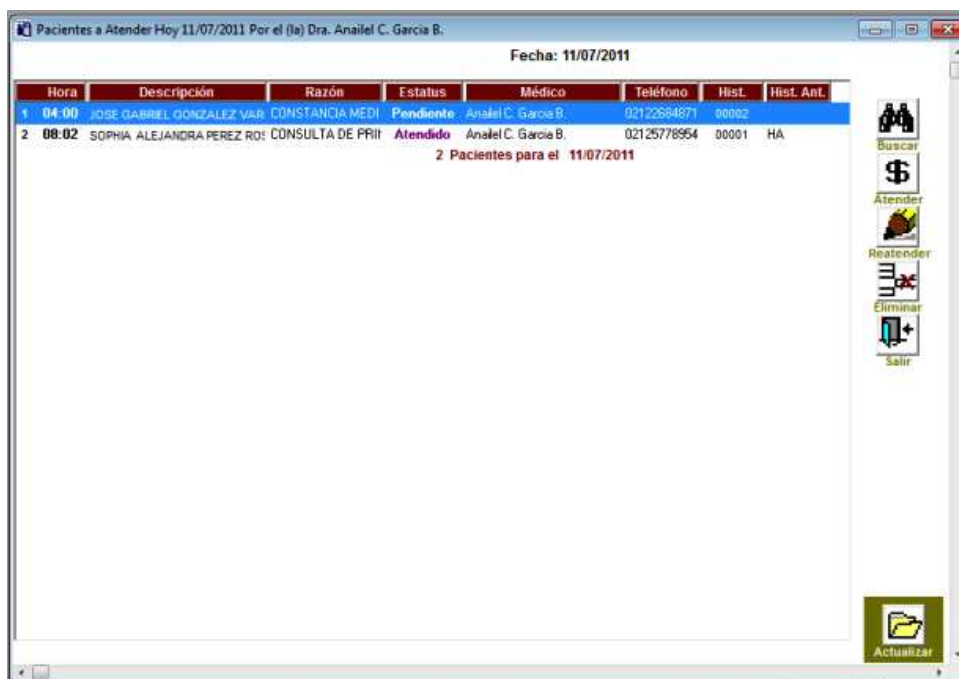 Pacientes a Atender Hoy 11/07/2011 Por el (la) Dra. Anailel C. Garcia B.
Fecha: 11/07/2011
Hora Descripción Razón Estatus Médico Teléfono Hist. Hist. Ant.
1 04:00 JOSE GABRIEL GONZALEZ VAR CONSTANCIA MEDI Pendiente Anailel C. Garcia B. 02122684871 00002
2 08:02 SOPHIA ALEJANDRA PEREZ ROS CONSULTA DE PRII Atendido Anailel C. Garcia B. 02125778954 00001 HA
2 Pacientes para el 11/07/2011
Buscar
$
Atender
Reatender
Eliminar
Salir
Actualizar